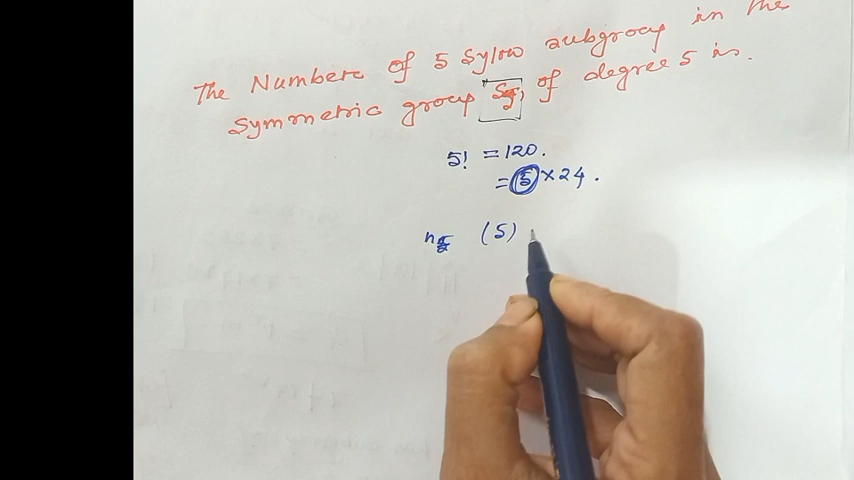 The Numbers of 5 Sylow subgroup in the
Symmetric group S5, of degree 5 is.
5! = 120.
= 5 × 24.
n5 (5)